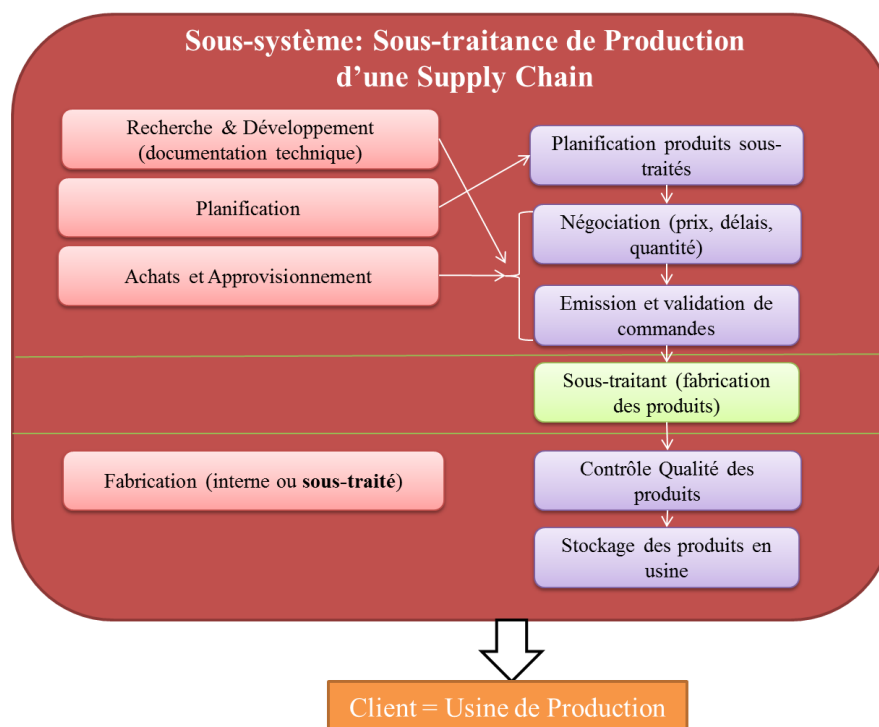 Sous-système: Sous-traitance de Production
d’une Supply Chain
Recherche & Développement
(documentation technique)
Planification
Achats et Approvisionnement
Planification produits sous-
traités
Négociation (prix, délais,
quantité)
Emission et validation de
commandes
Sous-traitant (fabrication
des produits)
Fabrication (interne ou sous-traité)
Contrôle Qualité des
produits
Stockage des produits en
usine
Client = Usine de Production